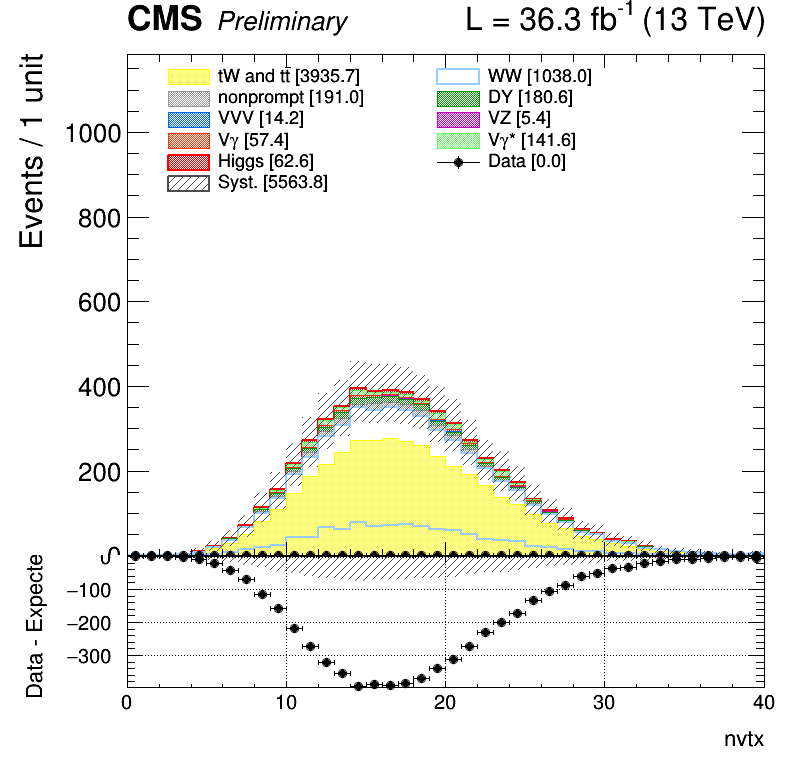 CMS Preliminary L = 36.3 fb⁻¹ (13 TeV)
Events / 1 unit
tW and tt̄ [3935.7] WW [1038.0]
nonprompt [191.0] DY [180.6]
VVV [14.2] VZ [5.4]
Vγ [57.4] Vγ* [141.6]
Higgs [62.6] Data [0.0]
Syst. [5563.8]
1000
800
600
400
200
0
Data - Expecte
−100
−200
−300
0 10 20 30 40
nvtx